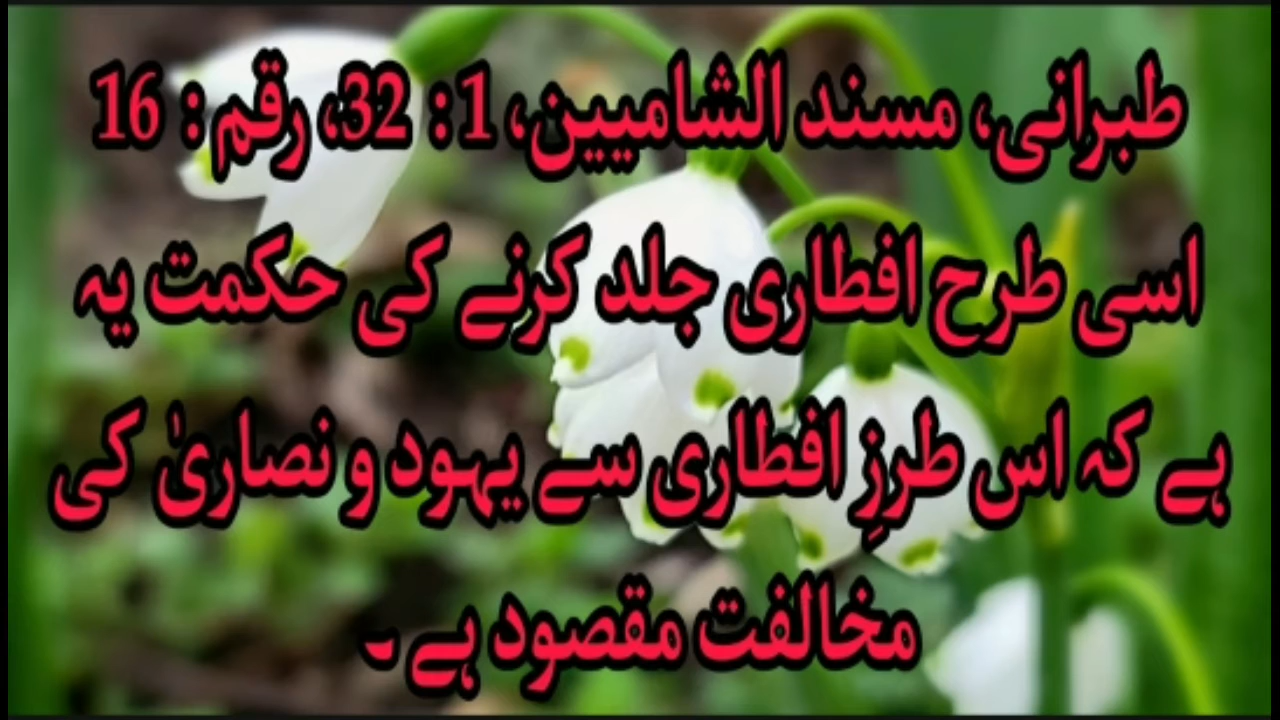 طبرانی، مسند الشامیین، 1: 32، رقم: 16
اسی طرح افطاری جلد کرنے کی حکمت یہ
ہے کہ اس طرزِ افطاری سے یہود و نصاریٰ کی
مخالفت مقصود ہے۔